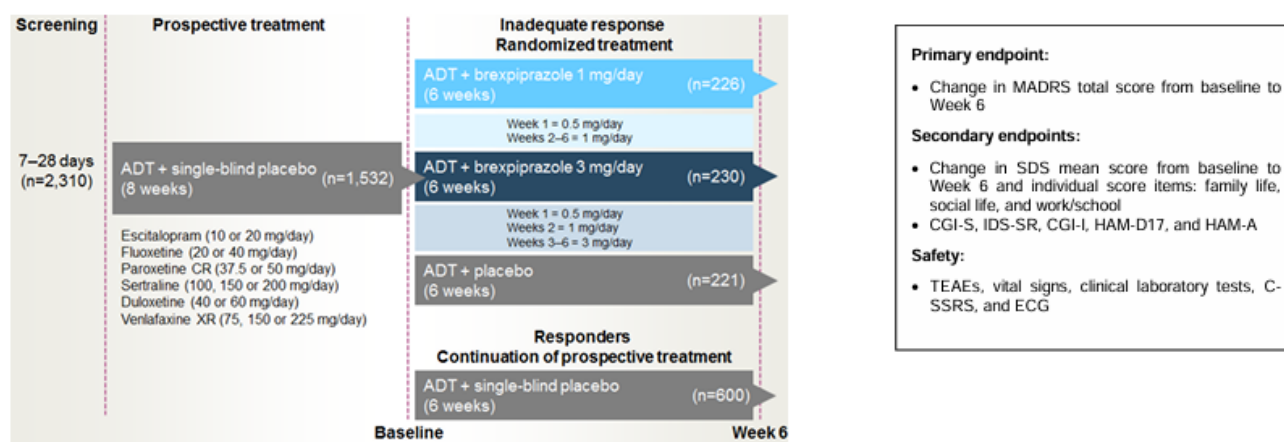 Screening
Prospective treatment
Inadequate response
Randomized treatment
7–28 days
(n=2,310)
ADT + single-blind placebo (n=1,532)
(8 weeks)
Escitalopram (10 or 20 mg/day)
Fluoxetine (20 or 40 mg/day)
Paroxetine CR (37.5 or 50 mg/day)
Sertraline (100, 150 or 200 mg/day)
Duloxetine (40 or 60 mg/day)
Venlafaxine XR (75, 150 or 225 mg/day)
ADT + brexpiprazole 1 mg/day (n=226)
(6 weeks)
Week 1 = 0.5 mg/day
Weeks 2–6 = 1 mg/day
ADT + brexpiprazole 3 mg/day (n=230)
(6 weeks)
Week 1 = 0.5 mg/day
Weeks 2 = 1 mg/day
Weeks 3–6 = 3 mg/day
ADT + placebo (n=221)
(6 weeks)
Responders
Continuation of prospective treatment
ADT + single-blind placebo (n=600)
(6 weeks)
Baseline
Week 6
Primary endpoint:
• Change in MADRS total score from baseline to
Week 6
Secondary endpoints:
• Change in SDS mean score from baseline to
Week 6 and individual score items: family life,
social life, and work/school
• CGI-S, IDS-SR, CGI-I, HAM-D17, and HAM-A
Safety:
• TEAEs, vital signs, clinical laboratory tests, C-
SSRS, and ECG